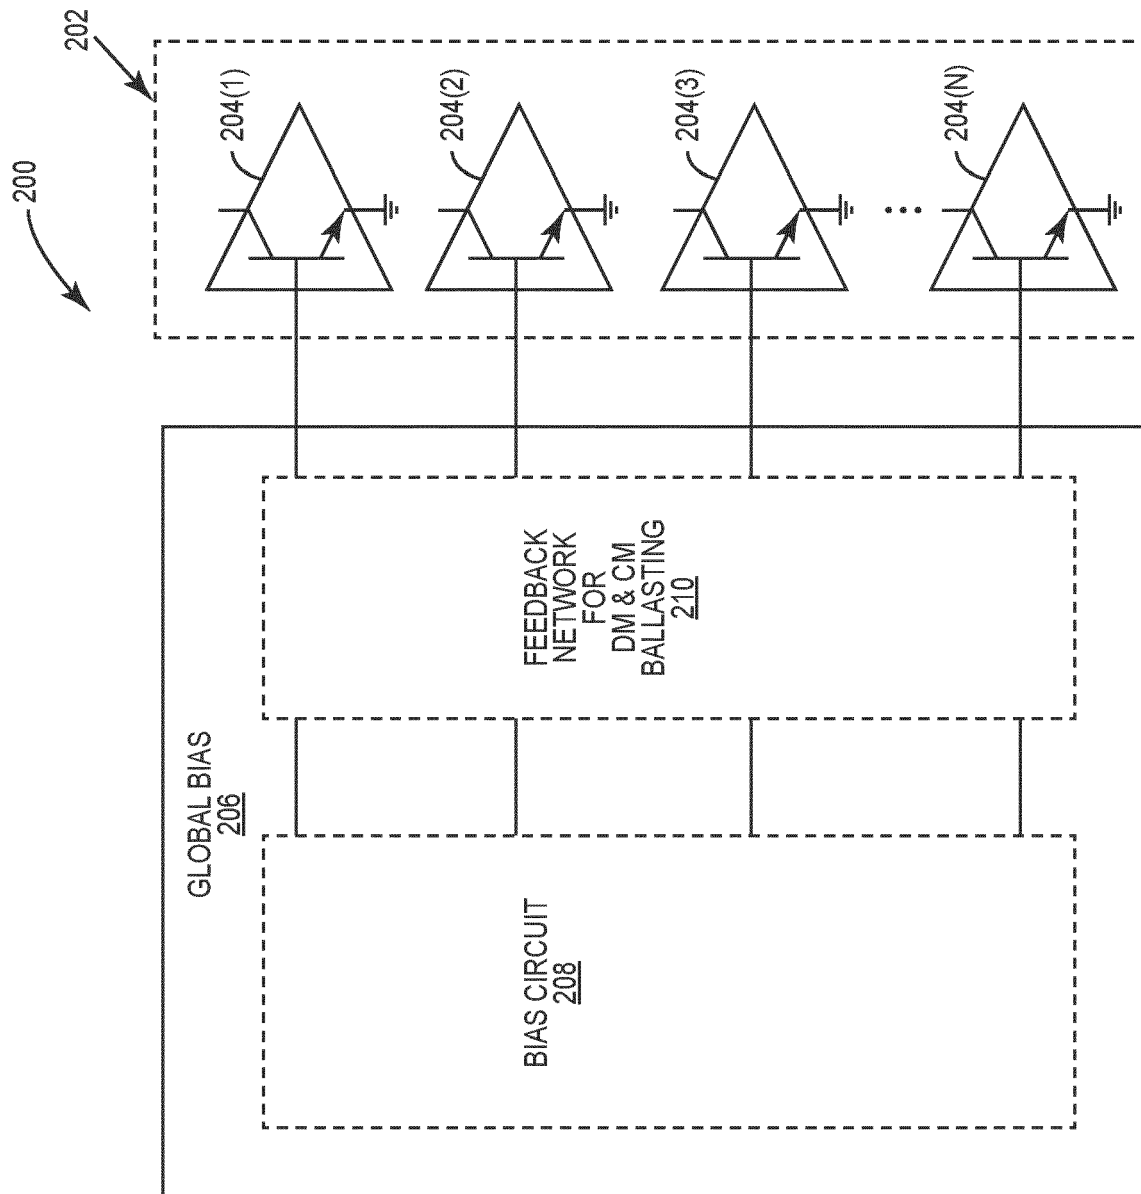 200
202
204(1)
204(2)
204(3)
204(N)
GLOBAL BIAS
206
BIAS CIRCUIT
208
FEEDBACK
NETWORK
FOR
DM & CM
BALLASTING
210